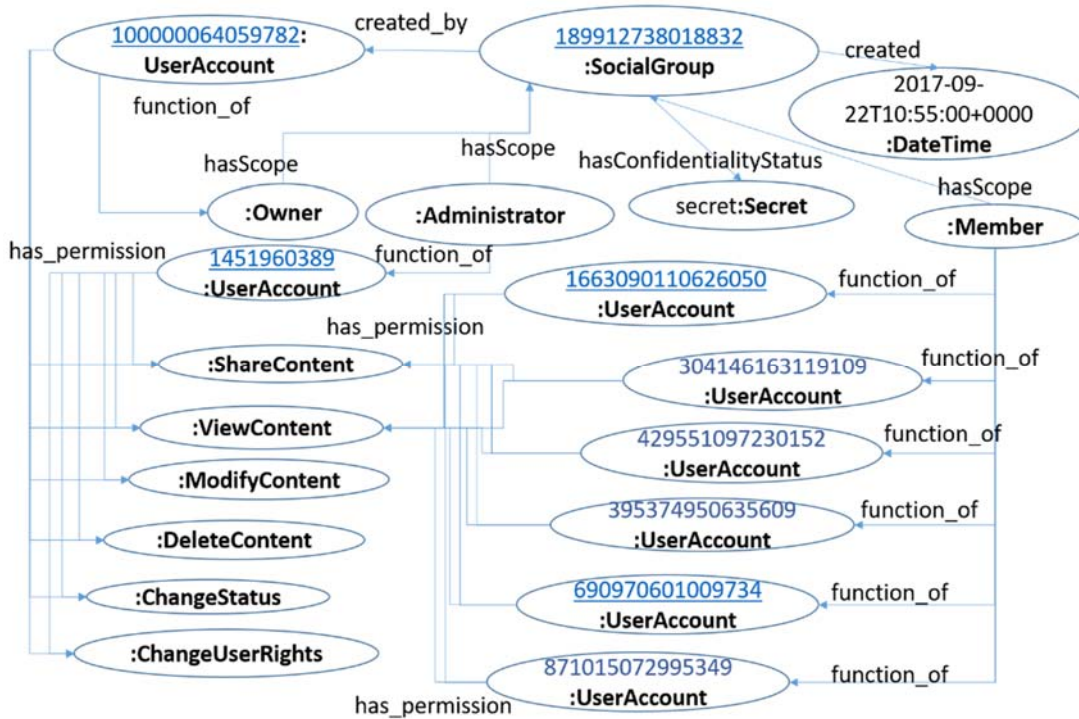 100000064059782:
UserAccount
created_by
189912738018832
:SocialGroup
created
2017-09-
22T10:55:00+0000
:DateTime
function_of
hasScope
hasScope
hasConfidentialityStatus
hasScope
:Owner
:Administrator
secret:Secret
:Member
has_permission
1451960389
:UserAccount
function_of
1663090110626050
:UserAccount
function_of
has_permission
:ShareContent
304146163119109
:UserAccount
function_of
:ViewContent
429551097230152
:UserAccount
function_of
:ModifyContent
395374950635609
:UserAccount
function_of
:DeleteContent
:ChangeStatus
690970601009734
:UserAccount
function_of
:ChangeUserRights
871015072995349
:UserAccount
function_of
has_permission